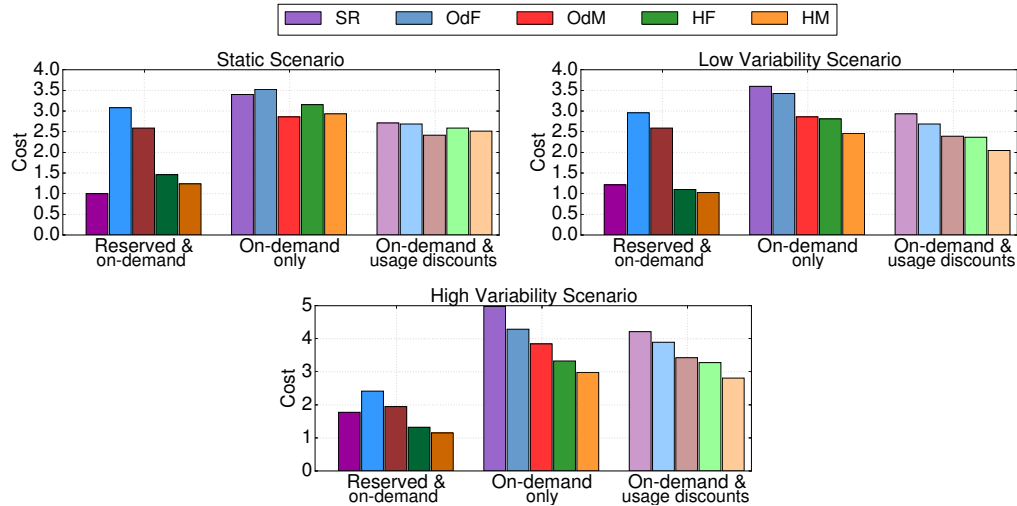 SR OdF OdM HF HM
Static Scenario
4.0
3.5
3.0
2.5
2.0
1.5
1.0
0.5
0.0
Cost
Reserved & on-demand
On-demand only
On-demand & usage discounts
Low Variability Scenario
4.0
3.5
3.0
2.5
2.0
1.5
1.0
0.5
0.0
Cost
Reserved & on-demand
On-demand only
On-demand & usage discounts
High Variability Scenario
5
4
3
2
1
0
Cost
Reserved & on-demand
On-demand only
On-demand & usage discounts